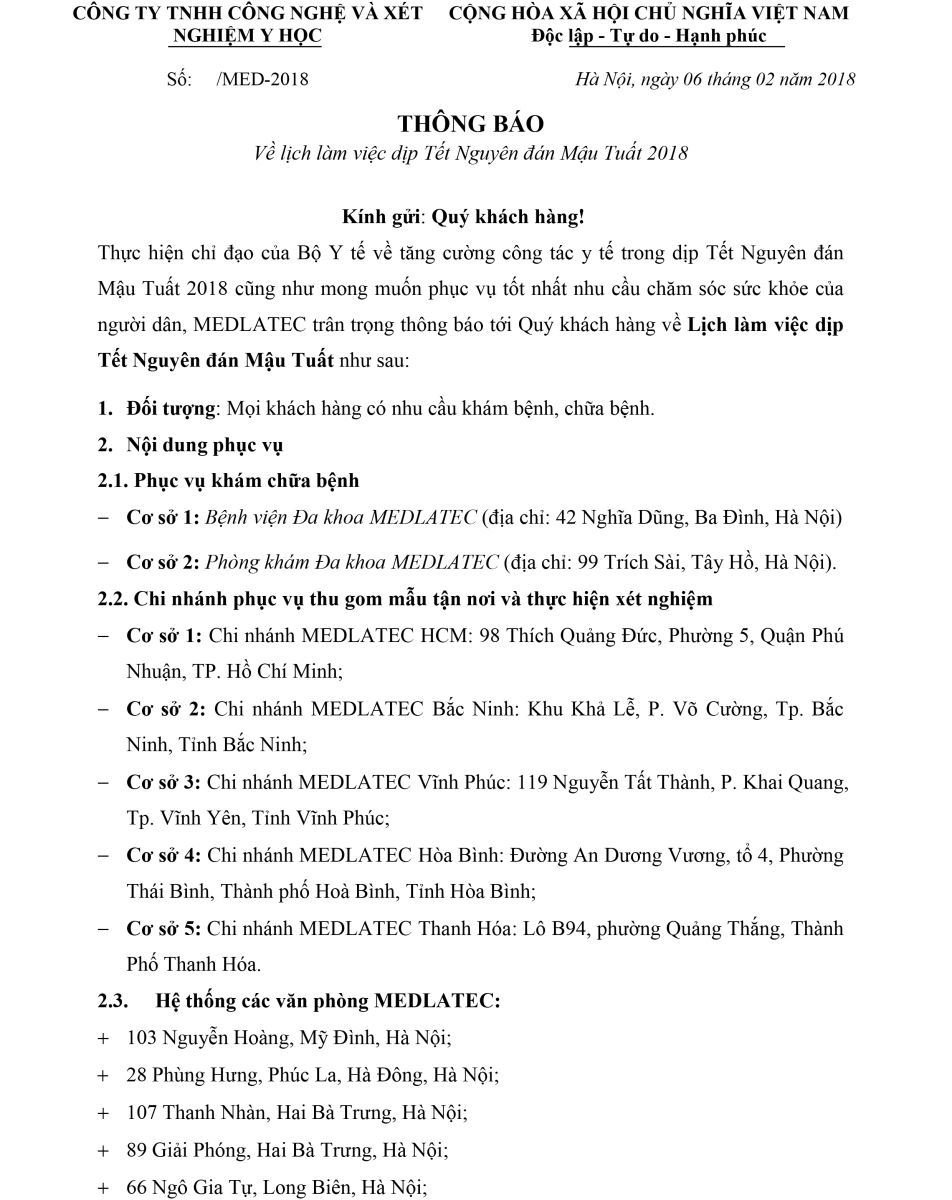 CÔNG TY TNHH CÔNG NGHỆ VÀ XÉT
NGHIỆM Y HỌC
CỘNG HÒA XÃ HỘI CHỦ NGHĨA VIỆT NAM
Độc lập - Tự do - Hạnh phúc
Số: /MED-2018
Hà Nội, ngày 06 tháng 02 năm 2018
THÔNG BÁO
Về lịch làm việc dịp Tết Nguyên đán Mậu Tuất 2018
Kính gửi: Quý khách hàng!
Thực hiện chỉ đạo của Bộ Y tế về tăng cường công tác y tế trong dịp Tết Nguyên đán
Mậu Tuất 2018 cũng như mong muốn phục vụ tốt nhất nhu cầu chăm sóc sức khỏe của
người dân, MEDLATEC trân trọng thông báo tới Quý khách hàng về Lịch làm việc dịp
Tết Nguyên đán Mậu Tuất như sau:
1. Đối tượng: Mọi khách hàng có nhu cầu khám bệnh, chữa bệnh.
2. Nội dung phục vụ
2.1. Phục vụ khám chữa bệnh
− Cơ sở 1: Bệnh viện Đa khoa MEDLATEC (địa chỉ: 42 Nghĩa Dũng, Ba Đình, Hà Nội)
− Cơ sở 2: Phòng khám Đa khoa MEDLATEC (địa chỉ: 99 Trích Sài, Tây Hồ, Hà Nội).
2.2. Chi nhánh phục vụ thu gom mẫu tận nơi và thực hiện xét nghiệm
− Cơ sở 1: Chi nhánh MEDLATEC HCM: 98 Thích Quảng Đức, Phường 5, Quận Phú
Nhuận, TP. Hồ Chí Minh;
− Cơ sở 2: Chi nhánh MEDLATEC Bắc Ninh: Khu Khả Lễ, P. Võ Cường, Tp. Bắc
Ninh, Tỉnh Bắc Ninh;
− Cơ sở 3: Chi nhánh MEDLATEC Vĩnh Phúc: 119 Nguyễn Tất Thành, P. Khai Quang,
Tp. Vĩnh Yên, Tỉnh Vĩnh Phúc;
− Cơ sở 4: Chi nhánh MEDLATEC Hòa Bình: Đường An Dương Vương, tổ 4, Phường
Thái Bình, Thành phố Hoà Bình, Tỉnh Hòa Bình;
− Cơ sở 5: Chi nhánh MEDLATEC Thanh Hóa: Lô B94, phường Quảng Thắng, Thành
Phố Thanh Hóa.
2.3. Hệ thống các văn phòng MEDLATEC:
+ 103 Nguyễn Hoàng, Mỹ Đình, Hà Nội;
+ 28 Phùng Hưng, Phúc La, Hà Đông, Hà Nội;
+ 107 Thanh Nhàn, Hai Bà Trưng, Hà Nội;
+ 89 Giải Phóng, Hai Bà Trưng, Hà Nội;
+ 66 Ngô Gia Tự, Long Biên, Hà Nội;